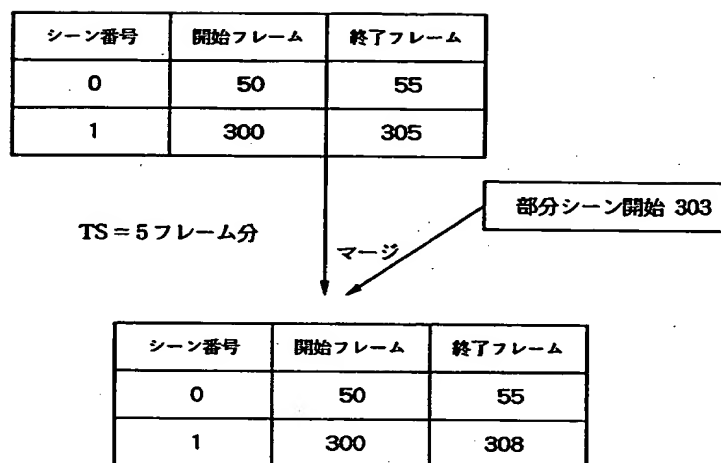 シーン番号 開始フレーム 終了フレーム
0 50 55
1 300 305
部分シーン開始 303
TS=5フレーム分
マージ
シーン番号 開始フレーム 終了フレーム
0 50 55
1 300 308